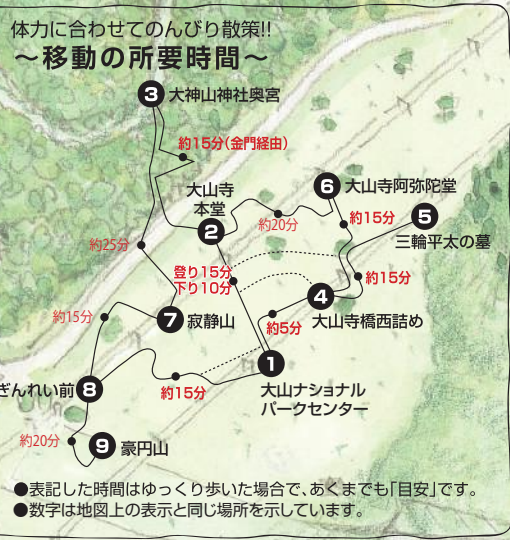 体力に合わせてのんびり散策!!
～移動の所要時間～
3 大神山神社奥宮
約15分(金門経由)
大山寺
本堂
2
6 大山寺阿弥陀堂
約20分
約15分
5
三輪平太の墓
約25分
登り15分
下り10分
約15分
4
大山寺橋西詰め
約15分
7 寂静山
約5分
1
大山ナショナル
パークセンター
ぎんれい前 8
約15分
約20分
9 豪円山
●表記した時間はゆっくり歩いた場合で、あくまでも「目安」です。
●数字は地図上の表示と同じ場所を示しています。